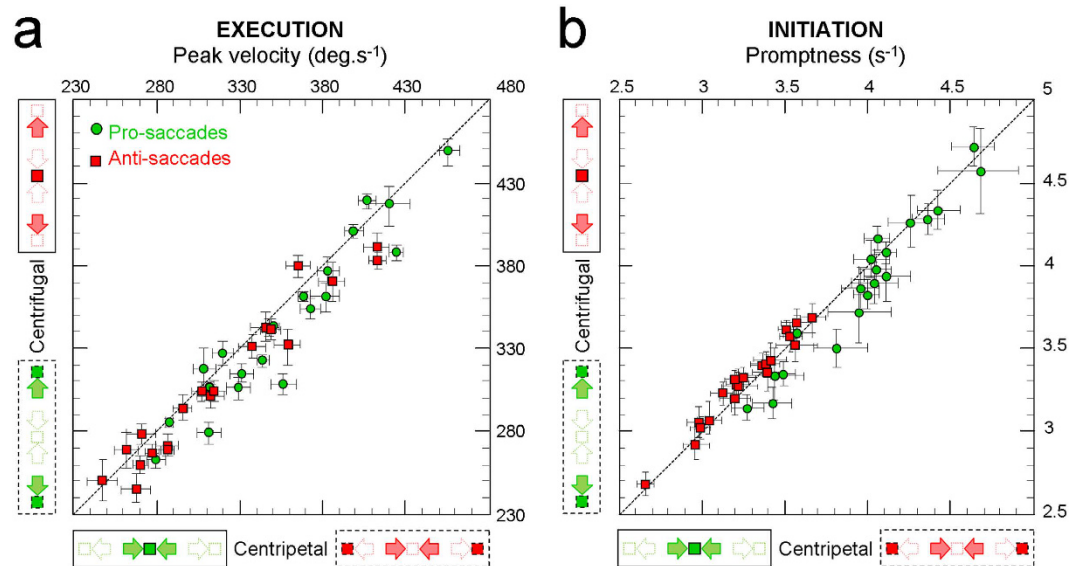 a
EXECUTION
Peak velocity (deg.s-1)
230 280 330 380 430 480
Pro-saccades
Anti-saccades
430
380
330
280
230
Centrifugal
Centripetal
b
INITIATION
Promptness (s-1)
2.5 3 3.5 4 4.5 5
4.5
4
3.5
3
2.5
Centrifugal
Centripetal